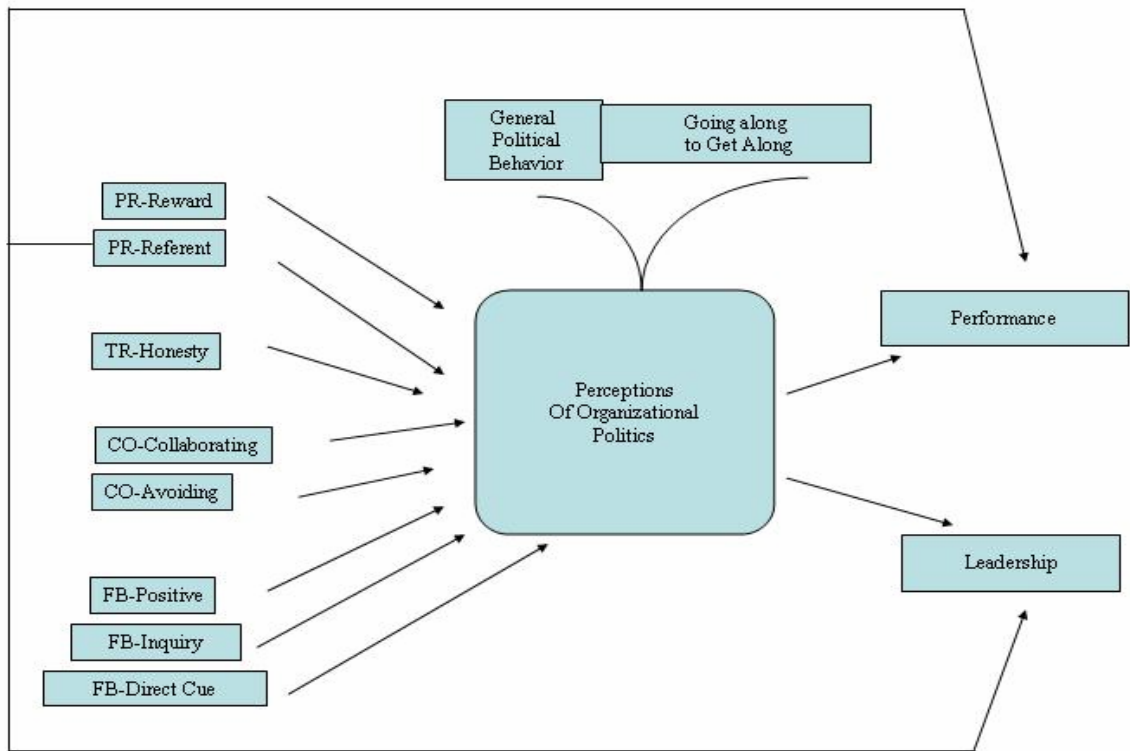 General
Political
Behavior
Going along
to Get Along
PR-Reward
PR-Referent
TR-Honesty
CO-Collaborating
CO-Avoiding
FB-Positive
FB-Inquiry
FB-Direct Cue
Perceptions
Of Organizational
Politics
Performance
Leadership